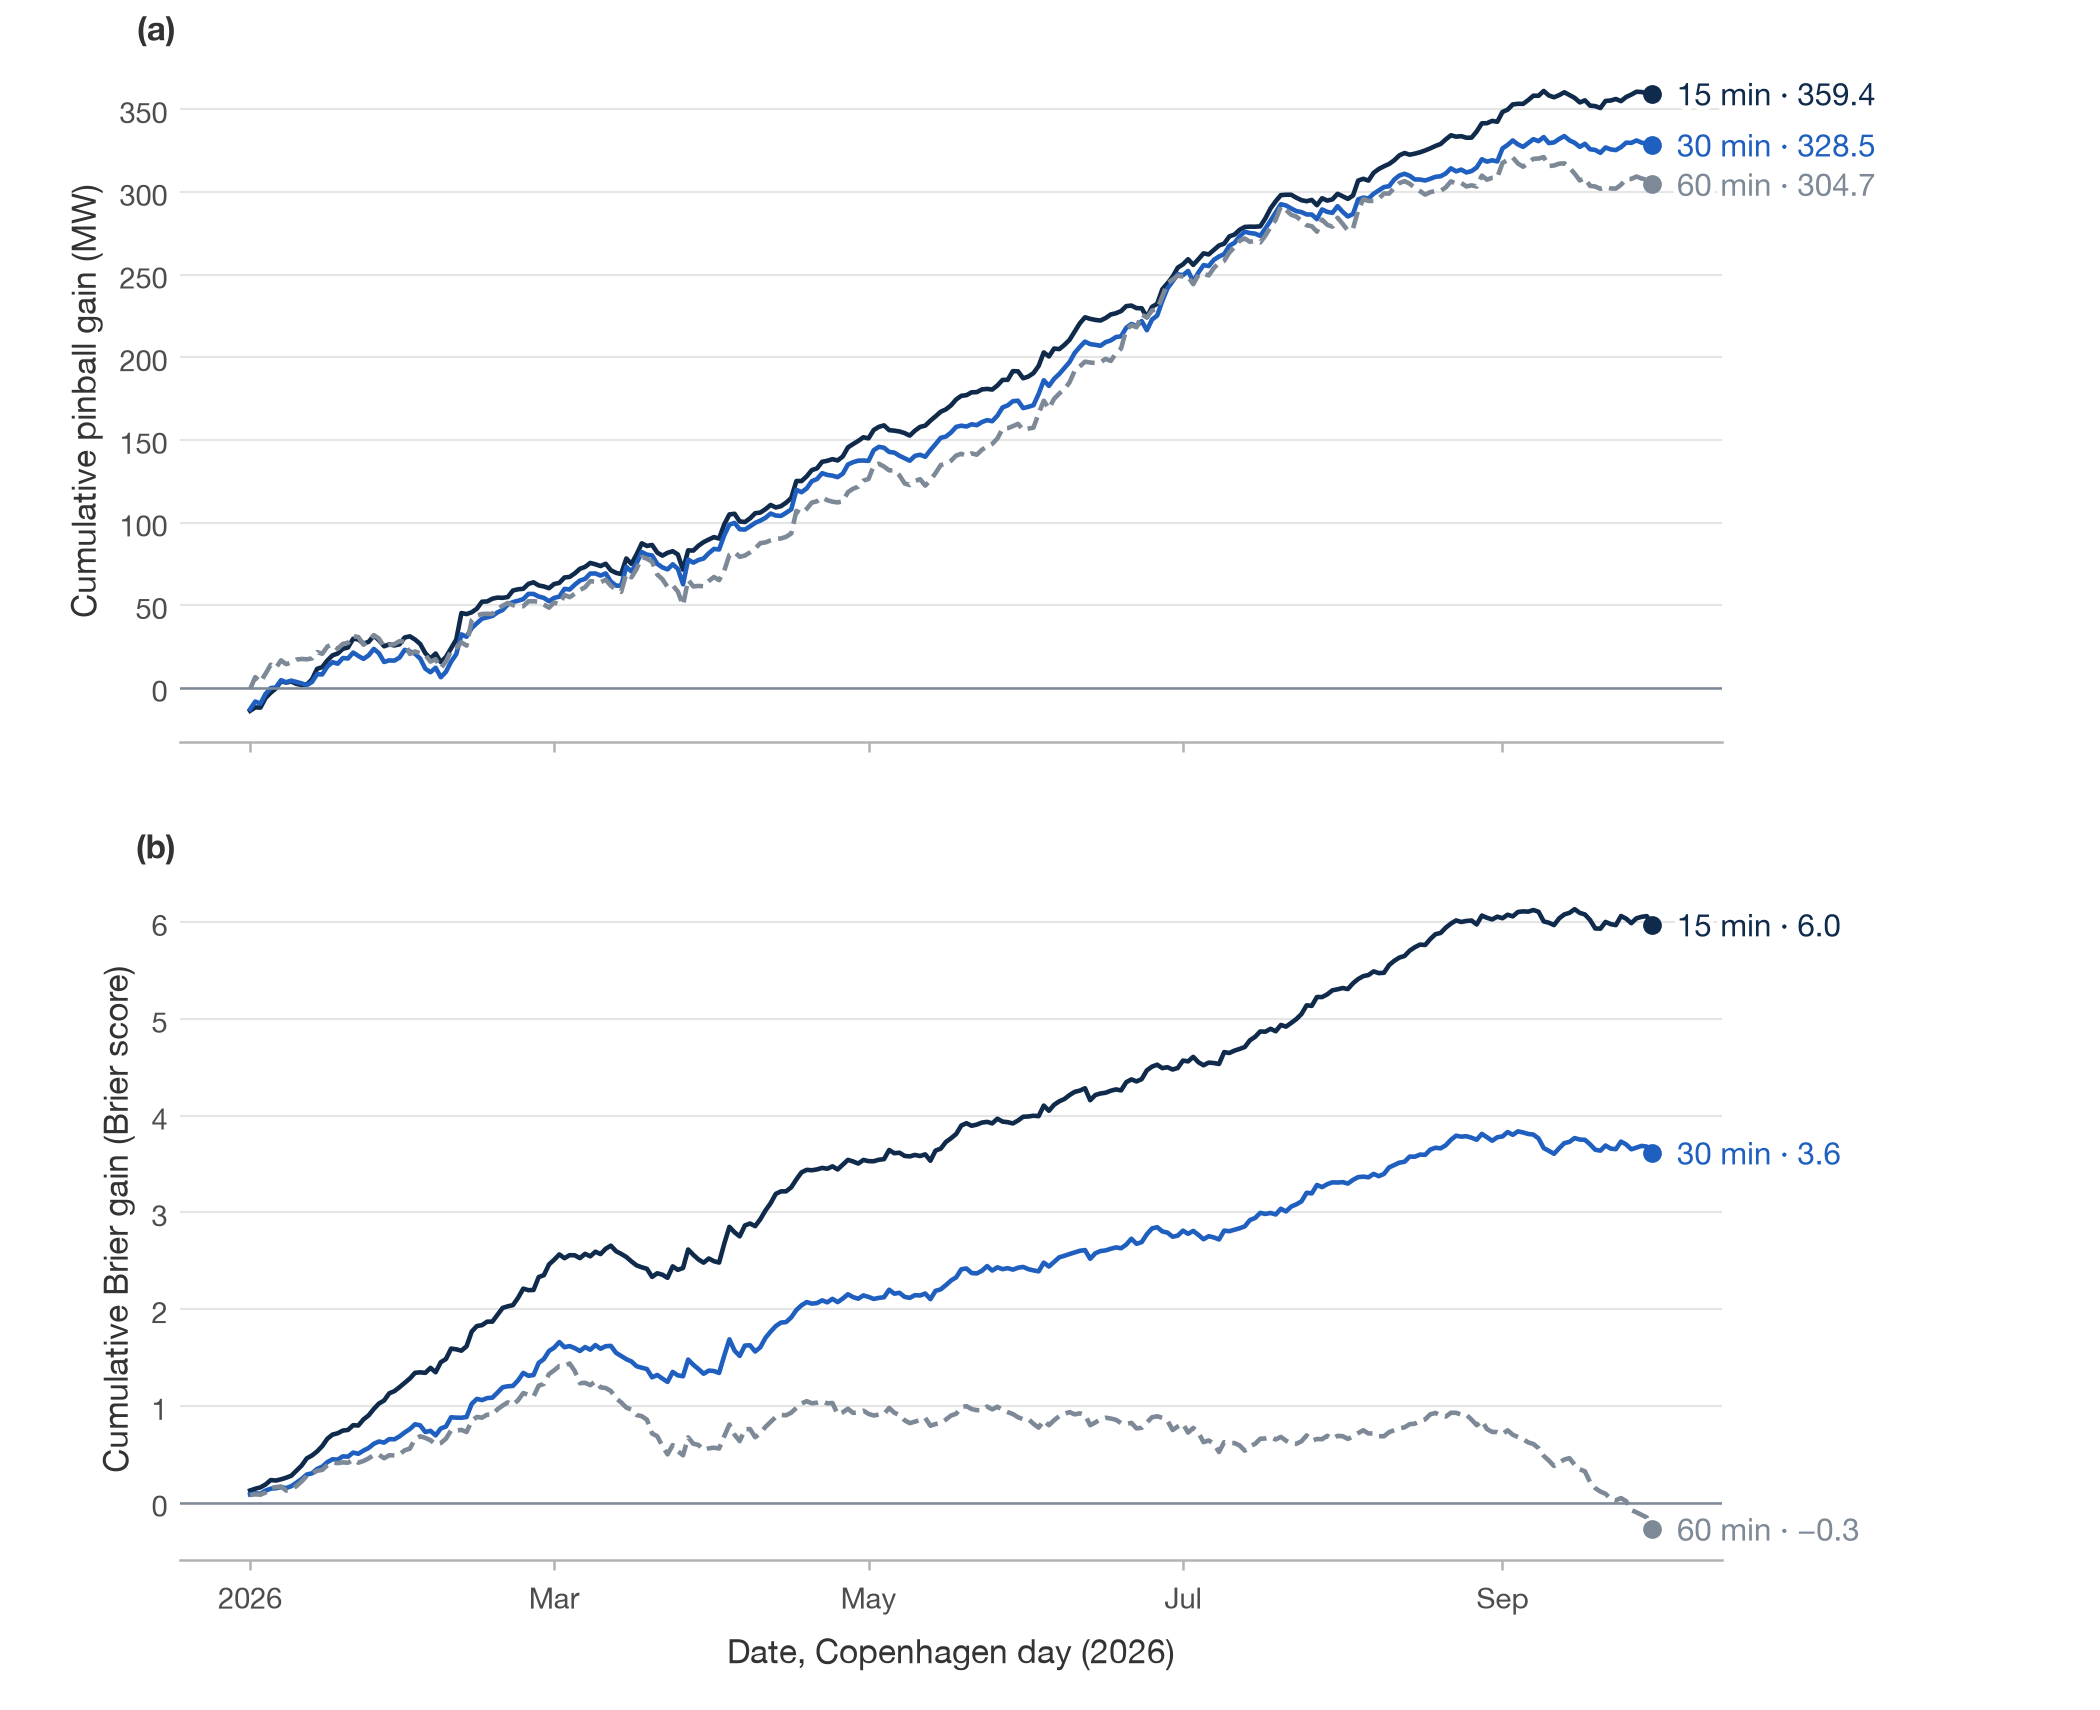 (a)
Cumulative pinball gain (MW)
350
300
250
200
150
100
50
0
15 min · 359.4
30 min · 328.5
60 min · 304.7
(b)
Cumulative Brier gain (Brier score)
6
5
4
3
2
1
0
15 min · 6.0
30 min · 3.6
60 min · −0.3
2026
Mar
May
Jul
Sep
Date, Copenhagen day (2026)